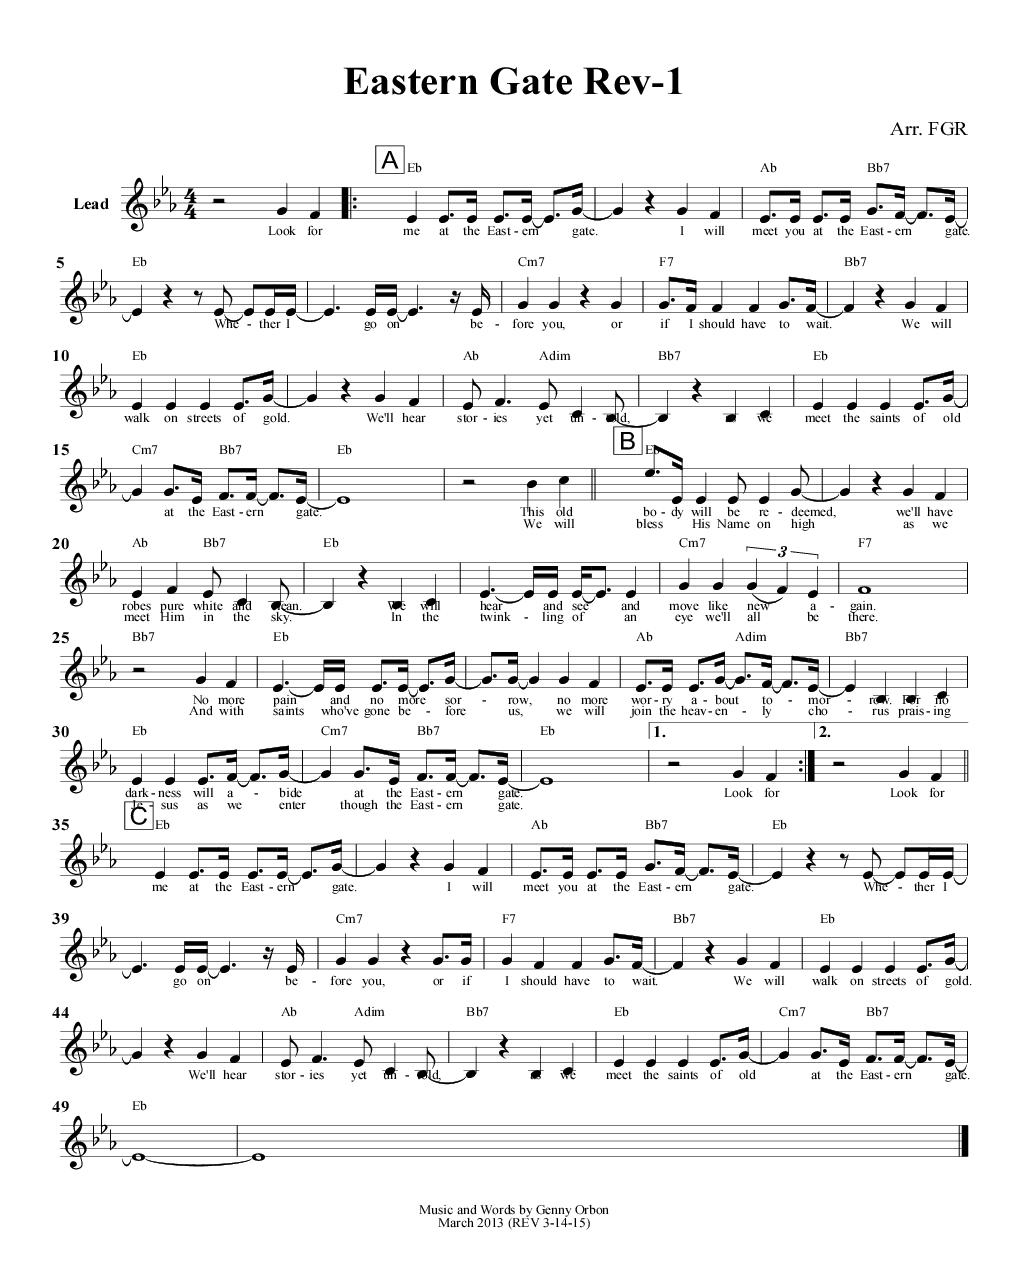 Eastern Gate Rev-1
Arr. FGR
A
Eb Ab Bb7
Lead
4
4
Look for me at the East - ern gate. I will meet you at the East - ern gate.
5 Eb Cm7 F7 Bb7
Whe - ther I go on be - fore you, or if I should have to wait. We will
10 Eb Ab Adim Bb7 Eb
walk on streets of gold. We'll hear stor - ies yet un - told, as we meet the saints of old
B
15 Cm7 Bb7 Eb Eb
at the East - ern gate. This old bo - dy will be re - deemed, we'll have
We will bless His Name on high as we
20 Ab Bb7 Eb Cm7 3 F7
robes pure white and clean. We will hear and see and move like new a - gain.
meet Him in the sky. In the twink - ling of an eye we'll all be there.
25 Bb7 Eb Ab Adim Bb7
No more pain and no more sor - row, no more wor - ry a - bout to - mor - row. For no
And with saints who've gone be - fore us, we will join the heav - en - ly cho - rus prais - ing
30 Eb Cm7 Bb7 Eb 1. 2.
dark - ness will a - bide at the East - ern gate. Look for Look for
Je - sus as we enter though the East - ern gate.
C
35 Eb Ab Bb7 Eb
me at the East - ern gate. I will meet you at the East - ern gate. Whe - ther I
39 Cm7 F7 Bb7 Eb
go on be - fore you, or if I should have to wait. We will walk on streets of gold.
44 Ab Adim Bb7 Eb Cm7 Bb7
We'll hear stor - ies yet un - told, as we meet the saints of old at the East - ern gate.
49 Eb
Music and Words by Genny Orbon
March 2013 (REV 3-14-15)